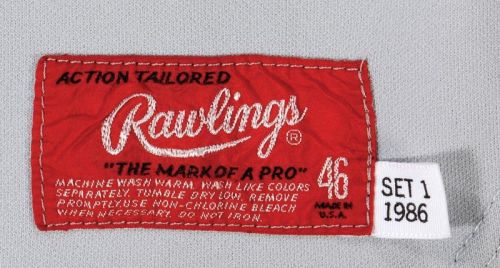 ACTION TAILORED
Rawlings®
"THE MARK OF A PRO"
MACHINE WASH WARM. WASH LIKE COLORS
SEPARATELY. TUMBLE DRY LOW. REMOVE
PROMPTLY. USE NON-CHLORINE BLEACH
WHEN NECESSARY. DO NOT IRON.
46
MADE IN
U.S.A.
SET 1
1986